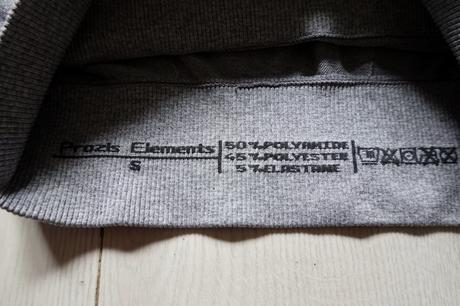 Prozis Elements
S
50%POLYAMIDE
45%POLYESTER
5%ELASTANE